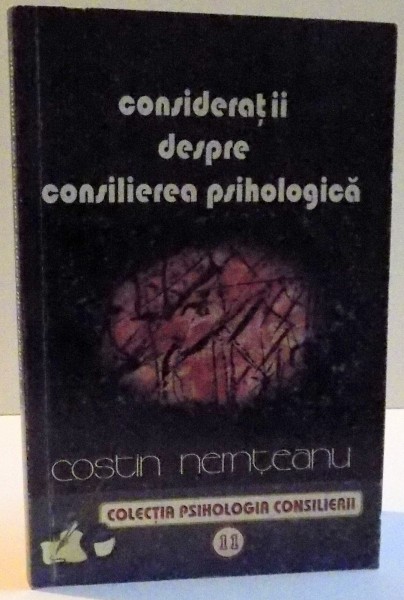 considerații
despre
consilierea psihologică
costin nemțeanu
COLECȚIA PSIHOLOGIA CONSILIERII
11